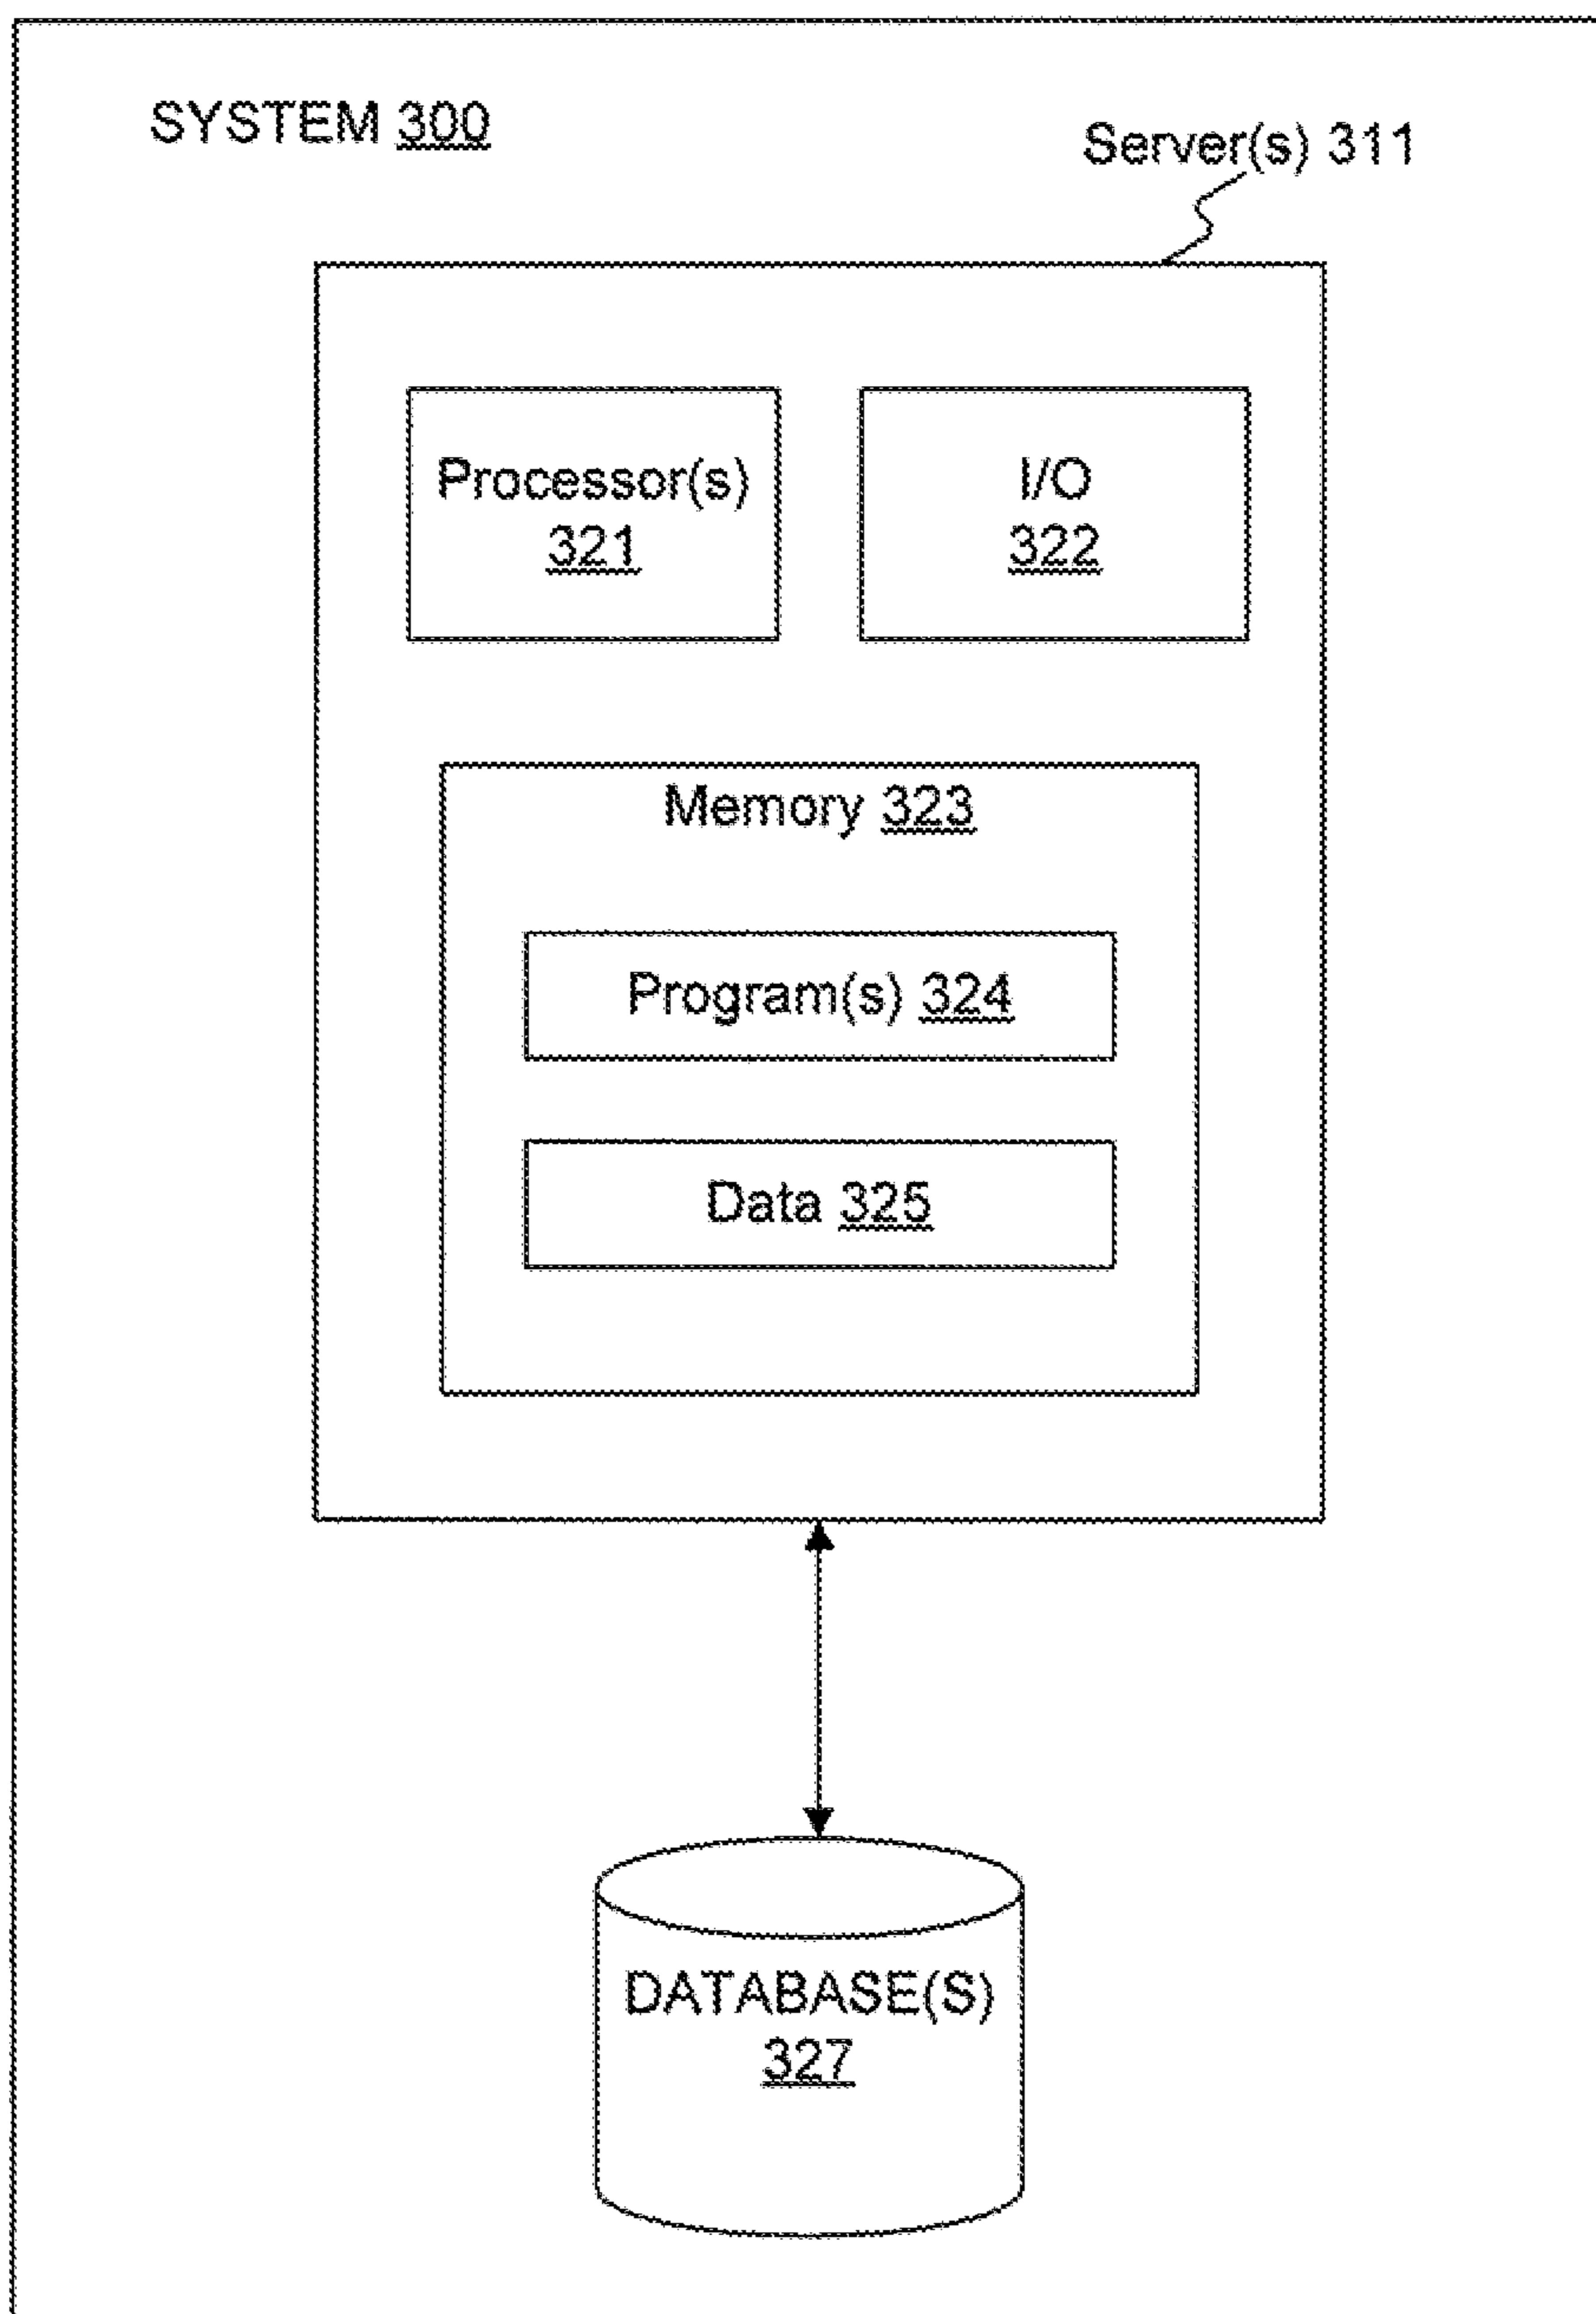 SYSTEM 300
Server(s) 311
Processor(s)
321
I/O
322
Memory 323
Program(s) 324
Data 325
DATABASE(S)
327